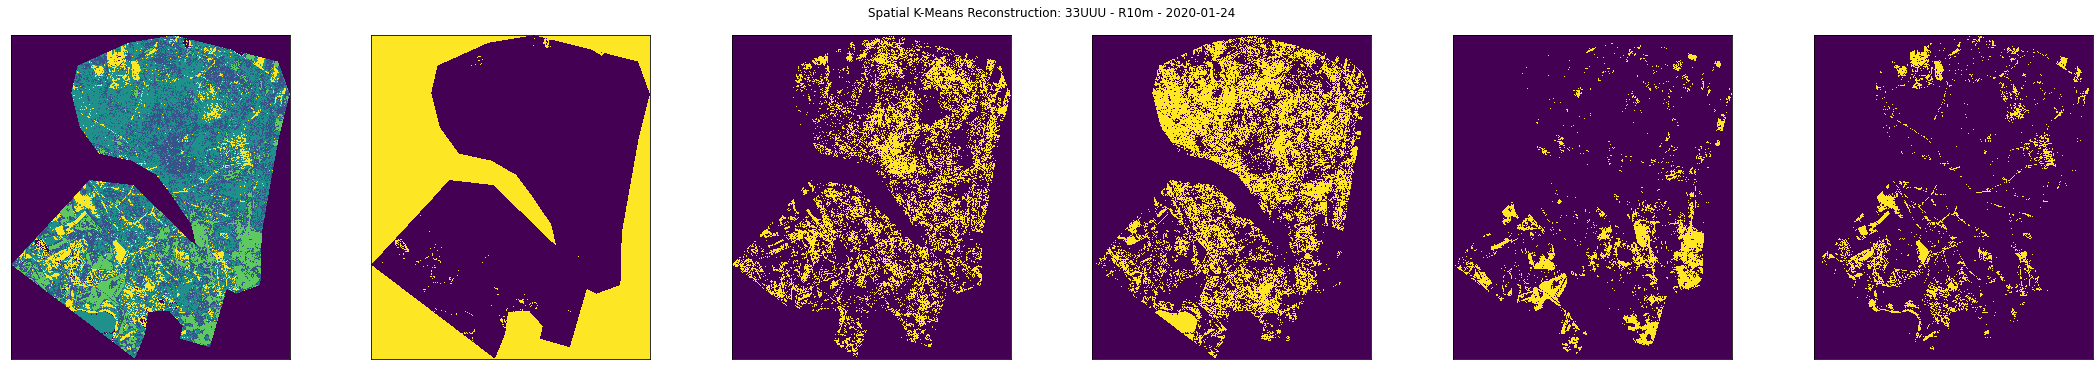 Spatial K-Means Reconstruction: 33UUU - R10m - 2020-01-24